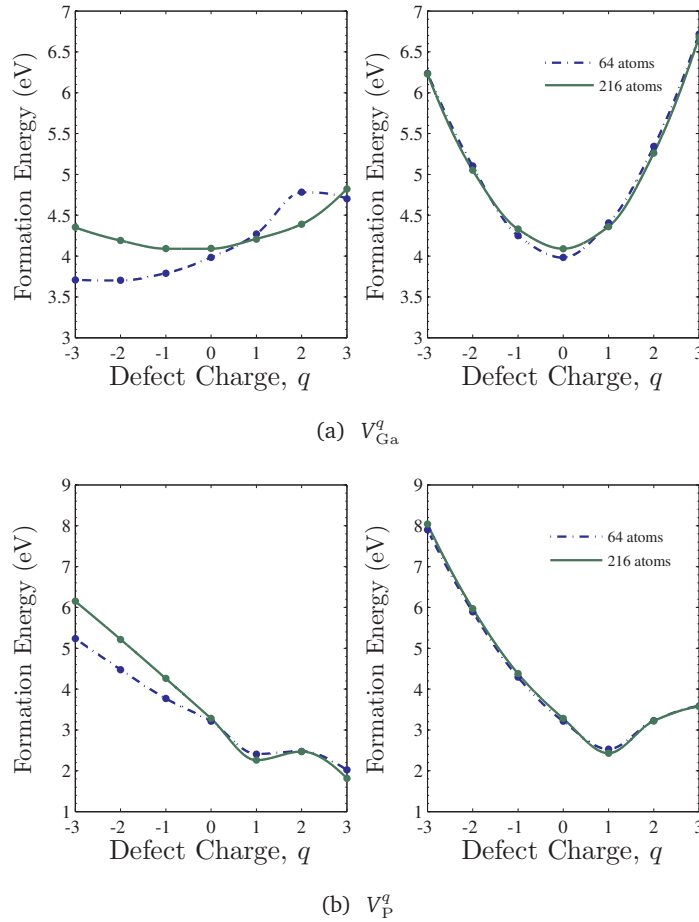 7
6.5
6
5.5
5
4.5
4
3.5
3
-3 -2 -1 0 1 2 3
Formation Energy (eV)
Defect Charge, q
7
6.5
6
5.5
5
4.5
4
3.5
3
-3 -2 -1 0 1 2 3
Formation Energy (eV)
Defect Charge, q
64 atoms
216 atoms
(a) V_Ga^q
9
8
7
6
5
4
3
2
1
-3 -2 -1 0 1 2 3
Formation Energy (eV)
Defect Charge, q
9
8
7
6
5
4
3
2
1
-3 -2 -1 0 1 2 3
Formation Energy (eV)
Defect Charge, q
64 atoms
216 atoms
(b) V_P^q